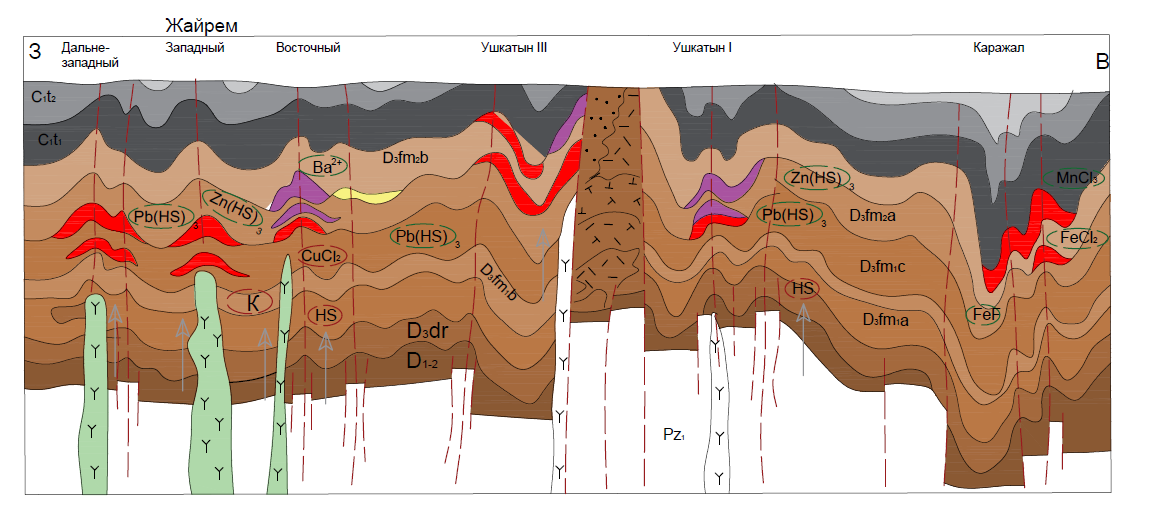 Жайрем
З Дальне-западный Западный Восточный Ушкатын III Ушкатын I Каражал В
C₁t₂
C₁t₁
D₃fm₂b
Ba²⁺
Zn(HS)₃
Pb(HS)₃
Zn(HS)₃
Pb(HS)₃
Pb(HS)₃
MnCl₃
D₃fm₂a
FeCl₂
CuCl₂
D₃fm₁c
D₃fm₁b
К
HS
HS
FeF
D₃fm₁a
D₃dr
D₁₋₂
Pz₁